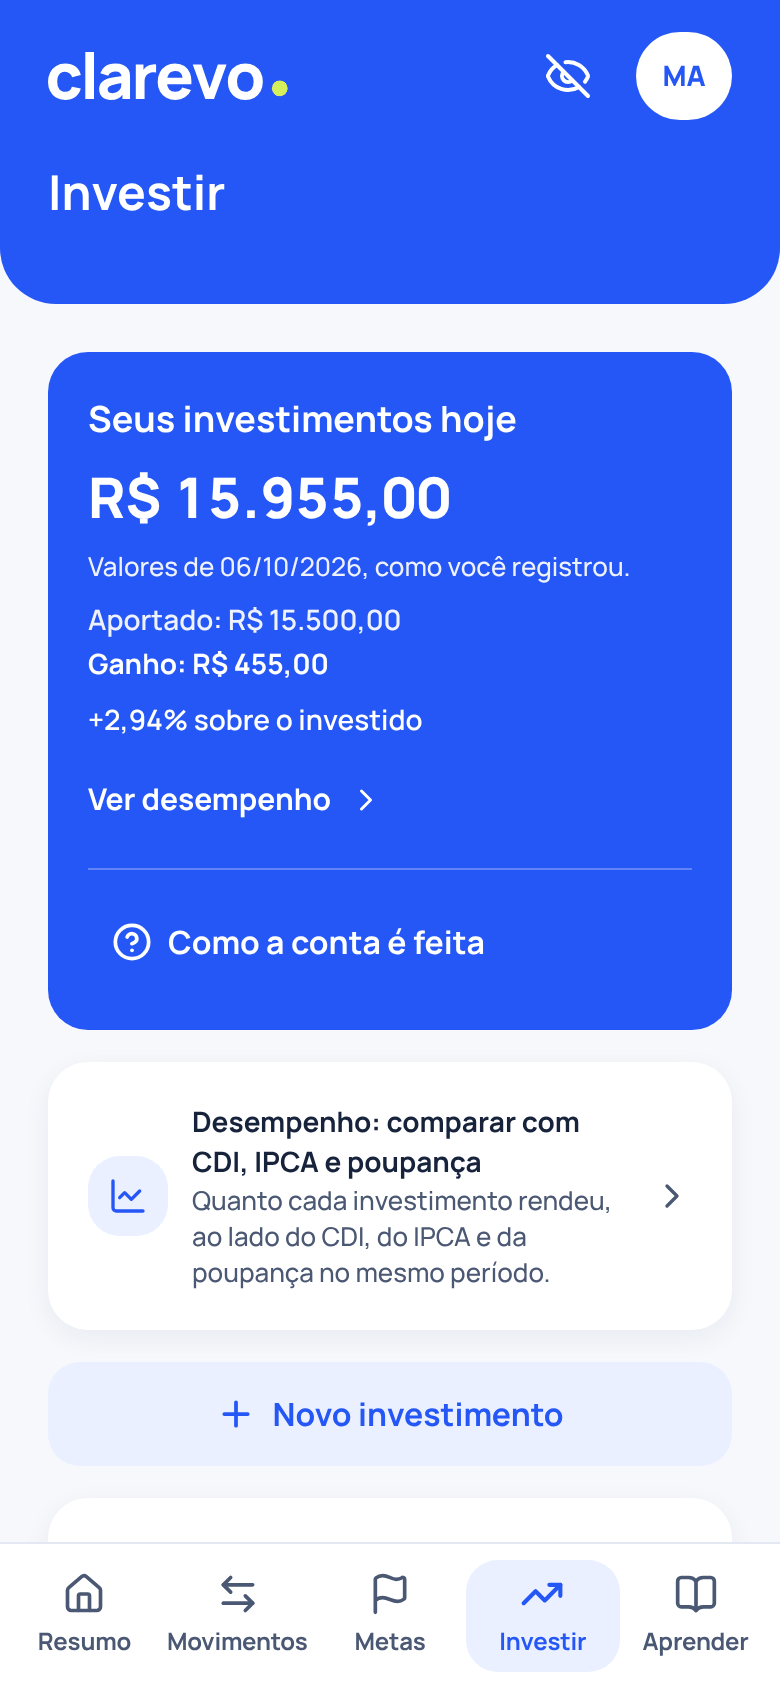 clarevo.
MA
Investir
Seus investimentos hoje
R$ 15.955,00
Valores de 06/10/2026, como você registrou.
Aportado: R$ 15.500,00
Ganho: R$ 455,00
+2,94% sobre o investido
Ver desempenho
Como a conta é feita
Desempenho: comparar com
CDI, IPCA e poupança
Quanto cada investimento rendeu,
ao lado do CDI, do IPCA e da
poupança no mesmo período.
Novo investimento
Resumo
Movimentos
Metas
Investir
Aprender